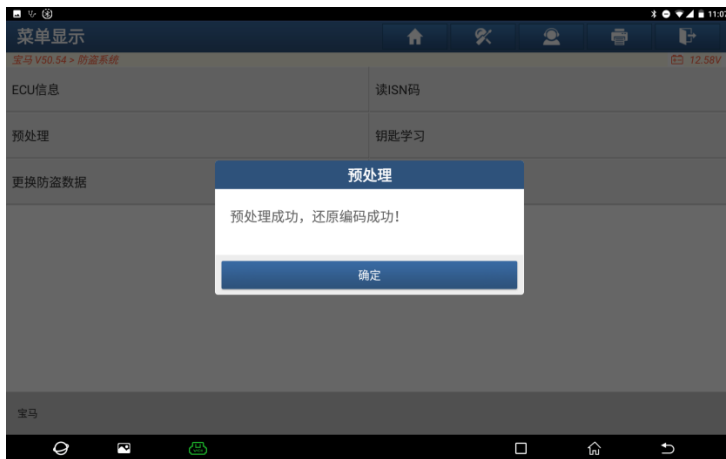 11:07
菜单显示
宝马 V50.54 > 防盗系统
12.58V
ECU信息
读ISN码
预处理
钥匙学习
更换防盗数据
预处理
预处理成功，还原编码成功!
确定
宝马